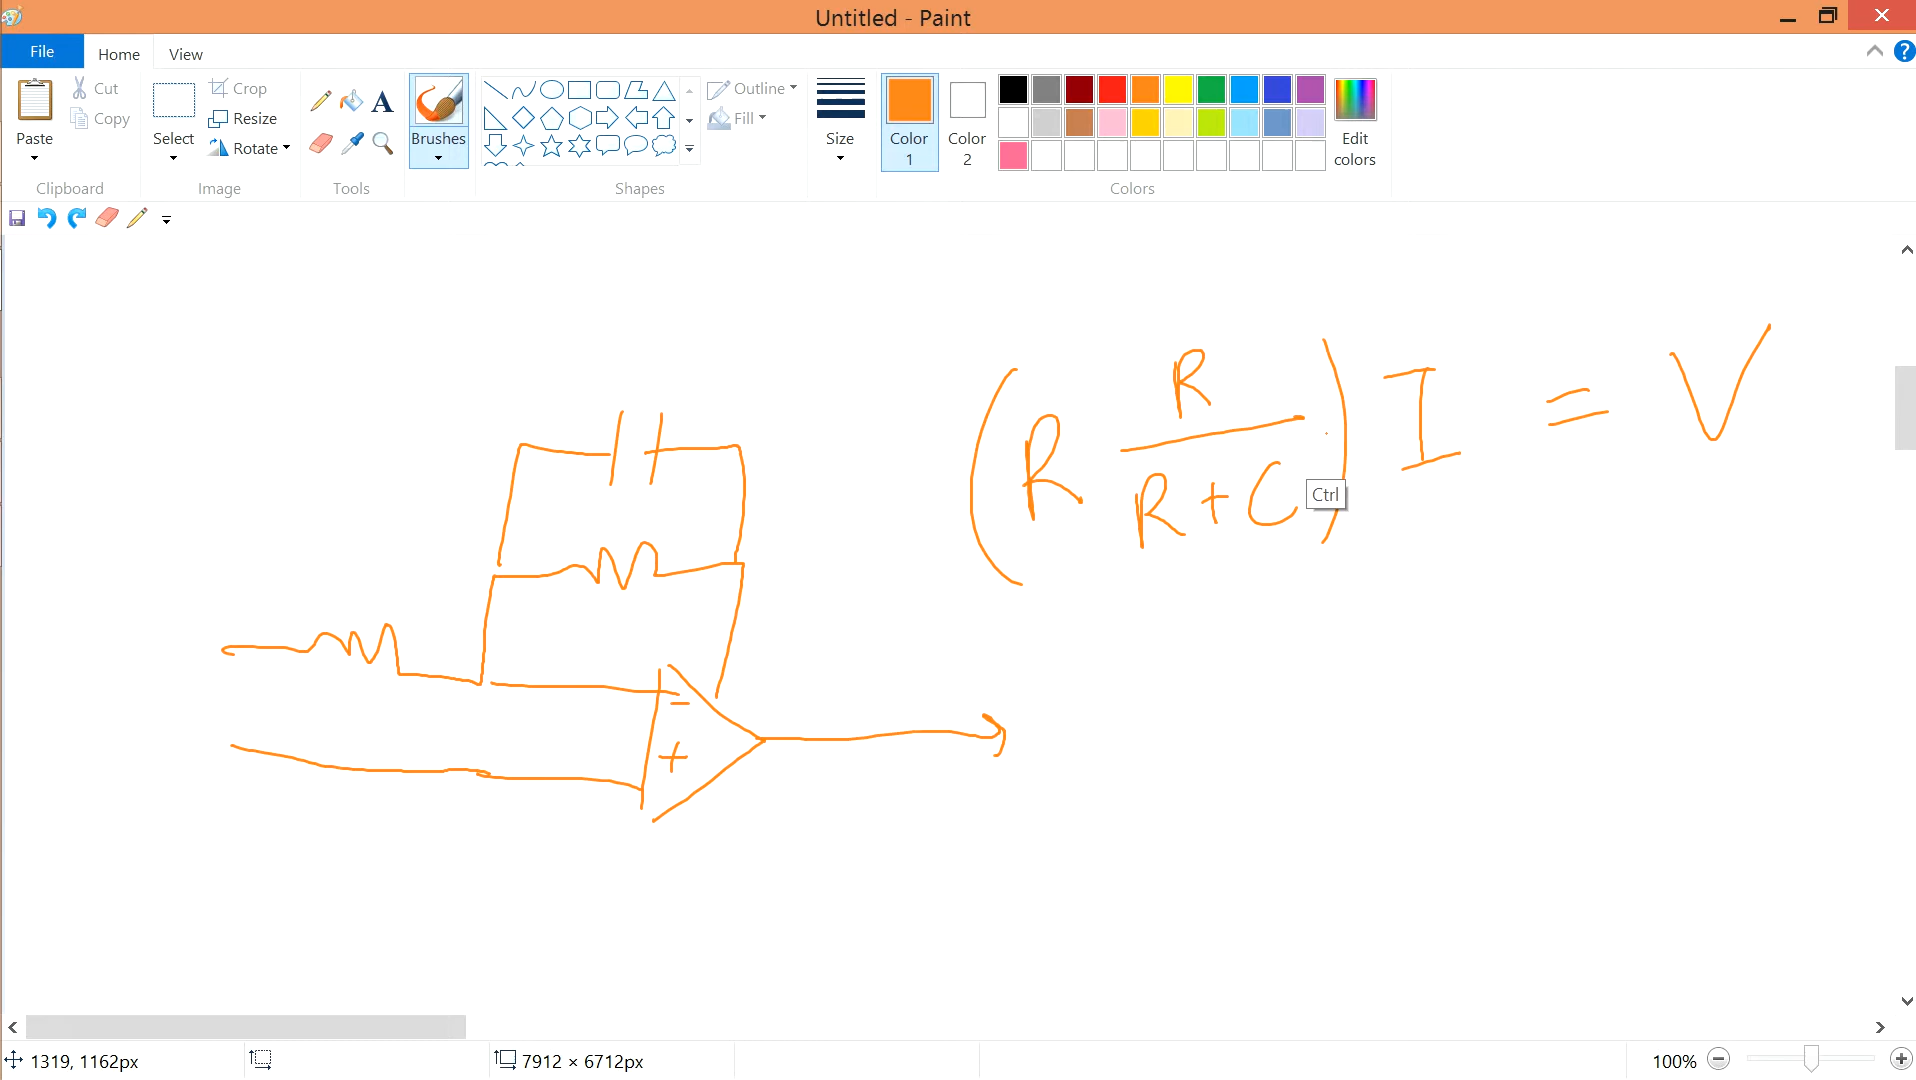 Untitled - Paint
File Home View
Paste
Cut
Copy
Clipboard
Select
Crop
Resize
Rotate
Image
A
Tools
Brushes
Shapes
Outline
Fill
Size
Color 1
Color 2
Edit colors
Colors
(R R / R + C) I = V
Ctrl
-
+
1319, 1162px
7912 × 6712px
100%